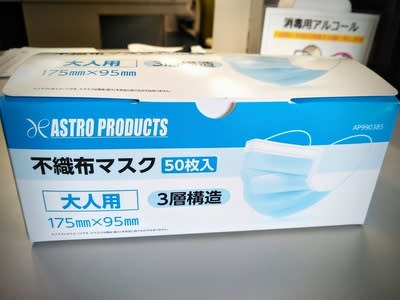 消毒用アルコール
大人用
175mm×95mm
3層構造
ASTRO PRODUCTS
AP990385
不織布マスク 50枚入
大人用
3層構造
175mm×95mm